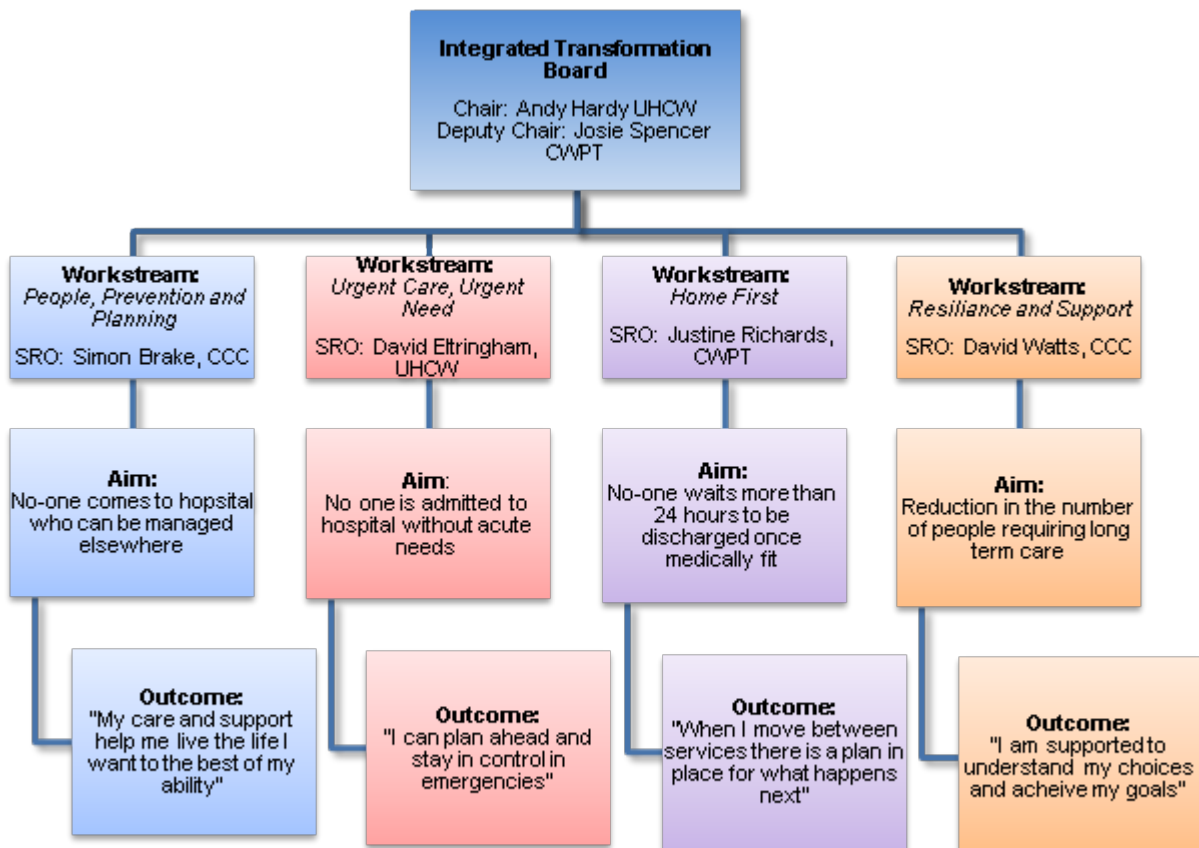 Integrated Transformation
Board
Chair: Andy Hardy UHCW
Deputy Chair: Josie Spencer
CWPT
Workstream:
People, Prevention and
Planning
SRO: Simon Brake, CCC
Workstream:
Urgent Care, Urgent
Need
SRO: David Eltringham,
UHCW
Workstream:
Home First
SRO: Justine Richards,
CWPT
Workstream:
Resiliance and Support
SRO: David Watts, CCC
Aim:
No-one comes to hopsital
who can be managed
elsewhere
Aim:
No one is admitted to
hospital without acute
needs
Aim:
No-one waits more than
24 hours to be
discharged once
medically fit
Aim:
Reduction in the number
of people requiring long
term care
Outcome:
"My care and support
help me live the life I
want to the best of my
ability"
Outcome:
"I can plan ahead and
stay in control in
emergencies"
Outcome:
"When I move between
services there is a plan in
place for what happens
next"
Outcome:
"I am supported to
understand my choices
and acheive my goals"